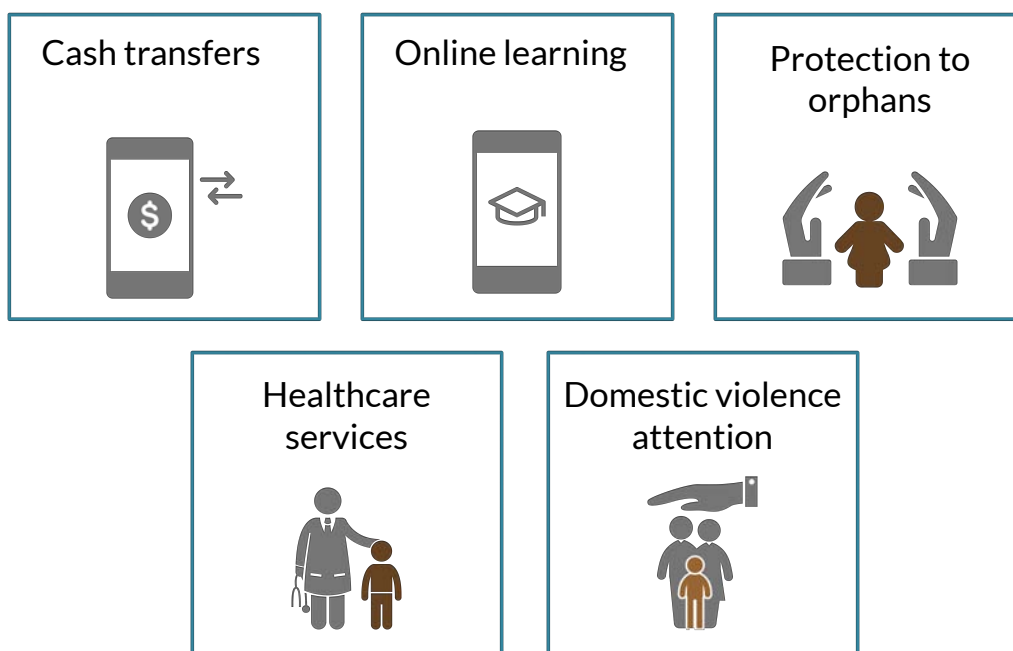 Cash transfers
Online learning
Protection to
orphans
$
Healthcare
services
Domestic violence
attention